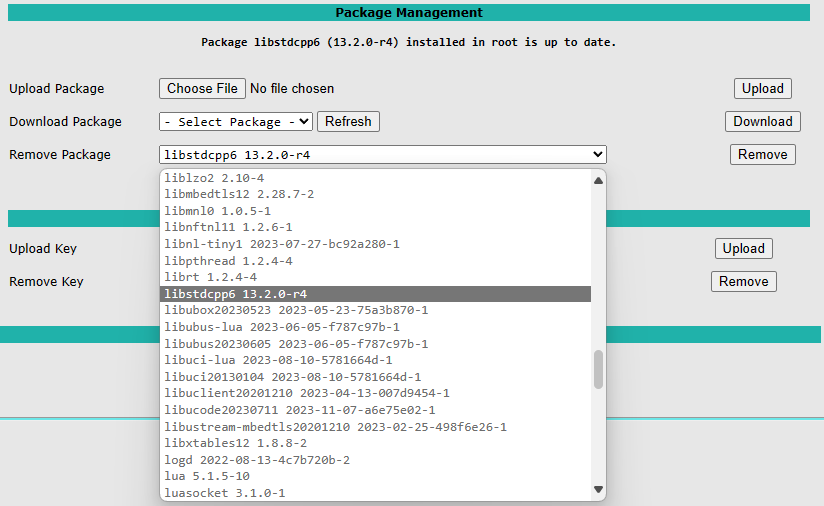 Package Management
Package libstdcpp6 (13.2.0-r4) installed in root is up to date.
Upload Package Choose File No file chosen Upload
Download Package - Select Package - Refresh Download
Remove Package libstdcpp6 13.2.0-r4 Remove
liblzo2 2.10-4
libmbedtls12 2.28.7-2
libmnl0 1.0.5-1
libnftnl11 1.2.6-1
libnl-tiny1 2023-07-27-bc92a280-1
Upload Key Upload
libpthread 1.2.4-4
librt 1.2.4-4
Remove Key Remove
libstdcpp6 13.2.0-r4
libubox20230523 2023-05-23-75a3b870-1
libubus-lua 2023-06-05-f787c97b-1
libubus20230605 2023-06-05-f787c97b-1
libuci-lua 2023-08-10-5781664d-1
libuci20130104 2023-08-10-5781664d-1
libuclient20201210 2023-04-13-007d9454-1
libucode20230711 2023-11-07-a6e75e02-1
libustream-mbedtls20201210 2023-02-25-498f6e26-1
libxtables12 1.8.8-2
logd 2022-08-13-4c7b720b-2
lua 5.1.5-10
luasocket 3.1.0-1